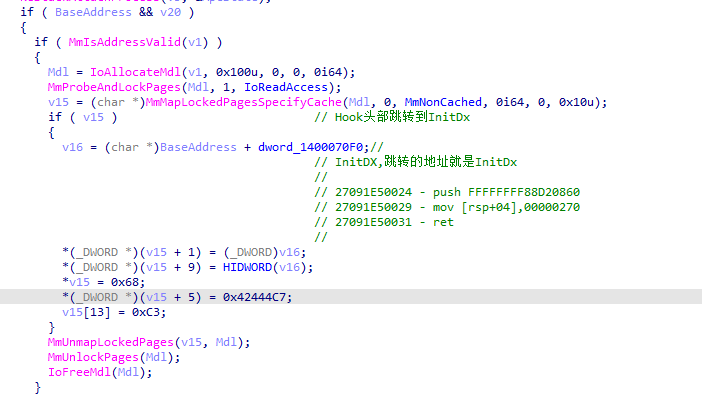 if ( BaseAddress && v20 )
{
if ( MmIsAddressValid(v1) )
{
Mdl = IoAllocateMdl(v1, 0x100u, 0, 0, 0i64);
MmProbeAndLockPages(Mdl, 1, IoReadAccess);
v15 = (char *)MmMapLockedPagesSpecifyCache(Mdl, 0, MmNonCached, 0i64, 0, 0x10u);
if ( v15 ) // Hook头部跳转到InitDx
{
v16 = (char *)BaseAddress + dword_1400070F0;//
// InitDX,跳转的地址就是InitDx
//
// 27091E50024 - push FFFFFFFF88D20860
// 27091E50029 - mov [rsp+04],00000270
// 27091E50031 - ret
//
*(_DWORD *)(v15 + 1) = (_DWORD)v16;
*(_DWORD *)(v15 + 9) = HIDWORD(v16);
*v15 = 0x68;
*(_DWORD *)(v15 + 5) = 0x42444C7;
v15[13] = 0xC3;
}
MmUnmapLockedPages(v15, Mdl);
MmUnlockPages(Mdl);
IoFreeMdl(Mdl);
}